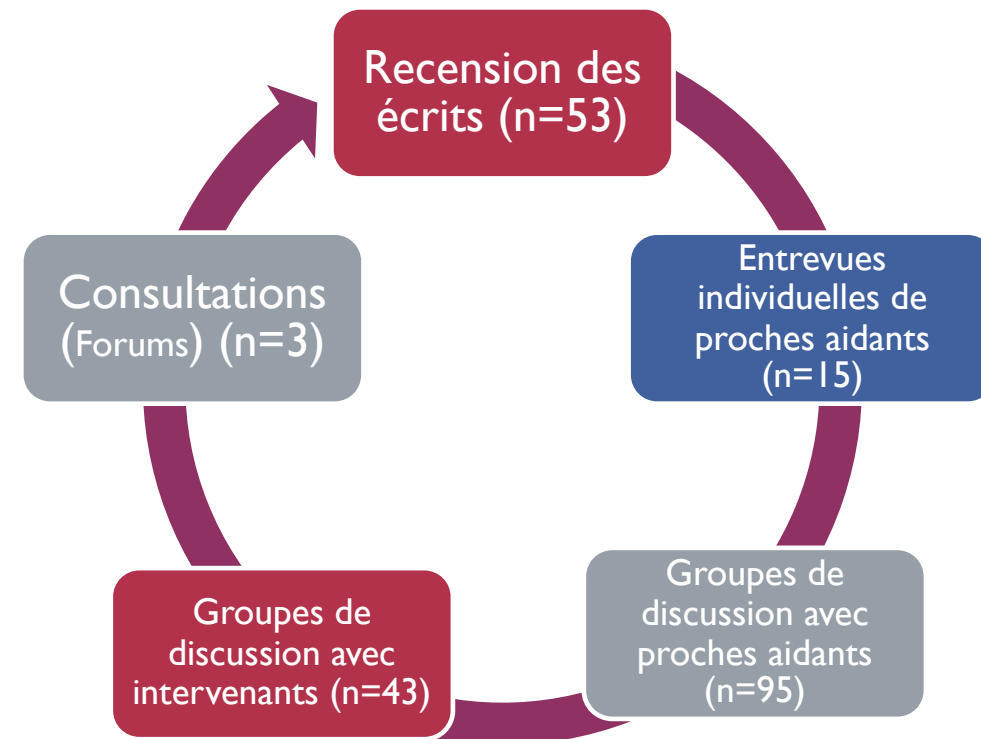 Recension des
écrits (n=53)
Entrevues
individuelles de
proches aidants
(n=15)
Groupes de
discussion avec
proches aidants
(n=95)
Groupes de
discussion avec
intervenants (n=43)
Consultations
(Forums) (n=3)